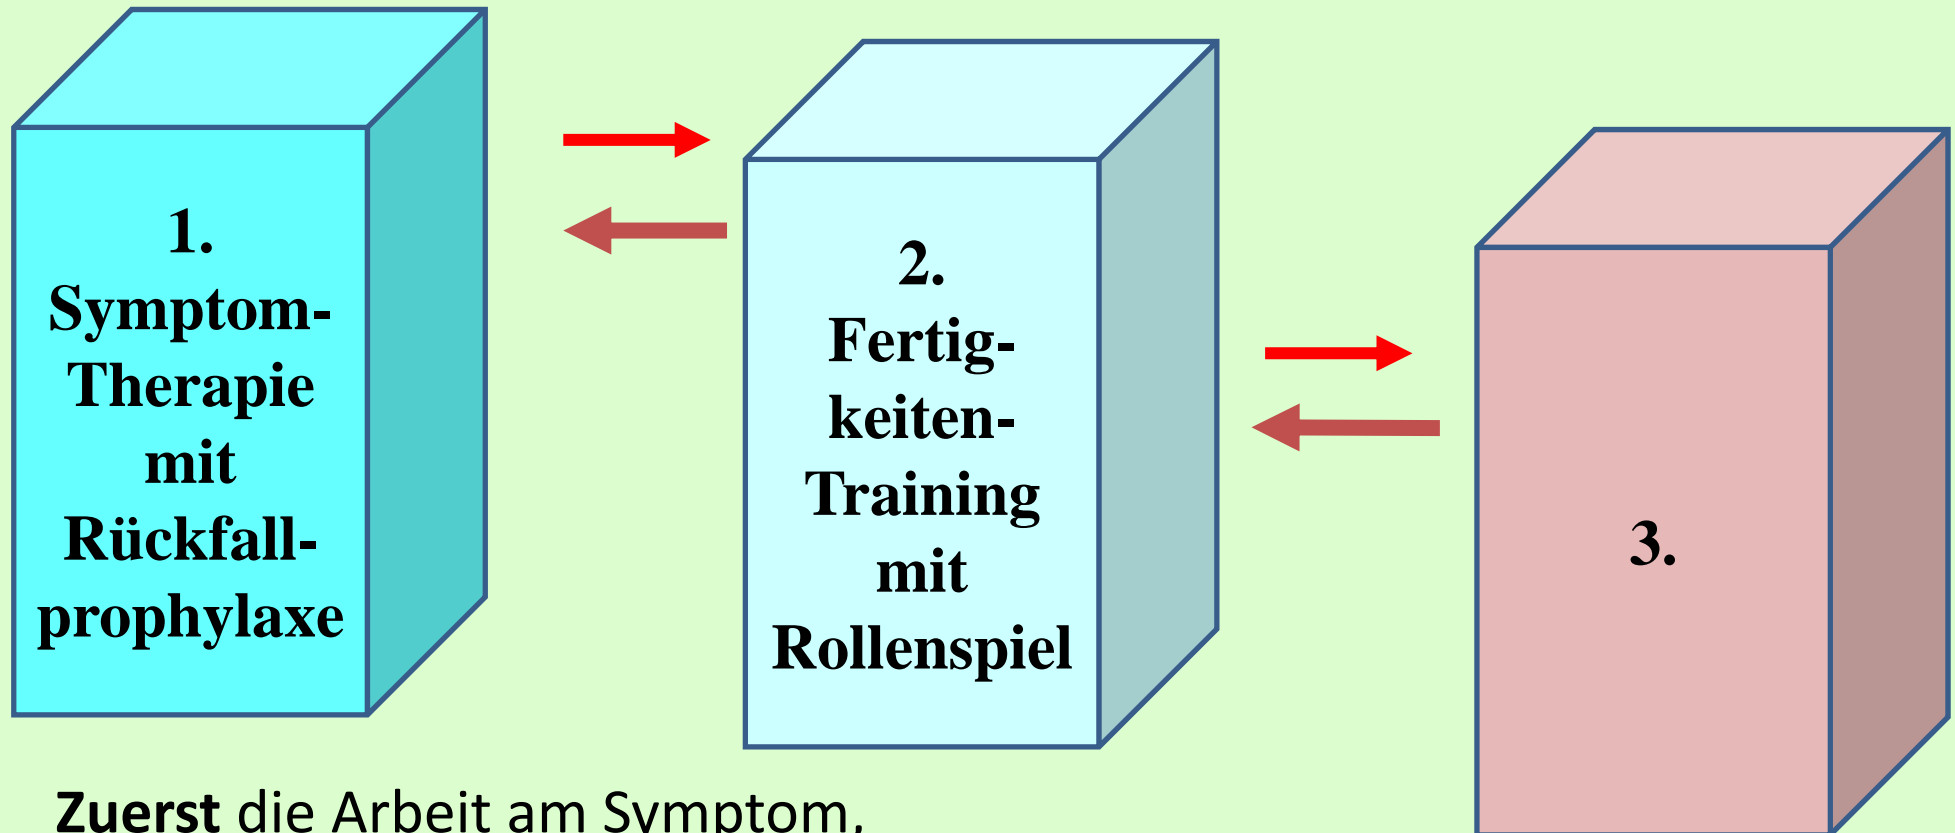 1.
Symptom-
Therapie
mit
Rückfall-
prophylaxe
2.
Fertig-
keiten-
Training
mit
Rollenspiel
3.
Zuerst die Arbeit am Symptom,